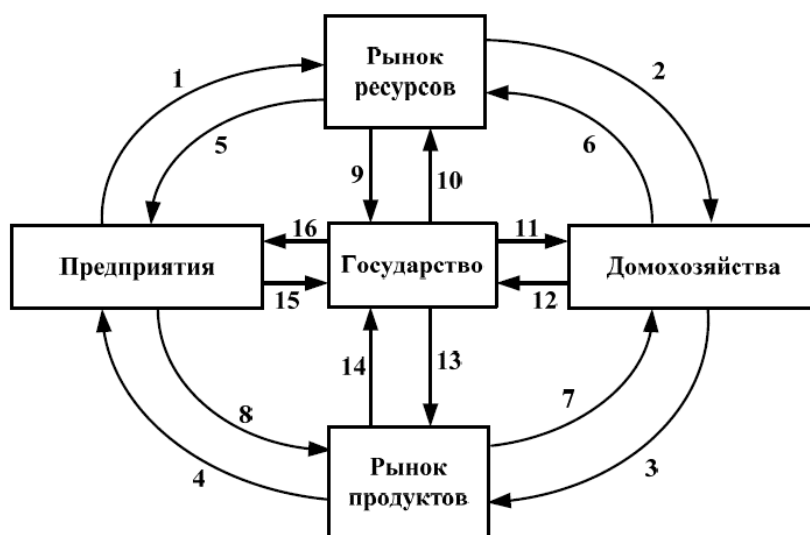 Рынок
ресурсов
1
2
5
6
9
10
Предприятия
16
Государство
11
Домохозяйства
15
12
14
13
8
7
4
3
Рынок
продуктов